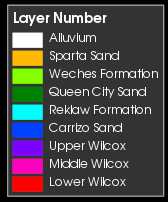 Layer Number
Alluvium
Sparta Sand
Weches Formation
Queen City Sand
Reklaw Formation
Carrizo Sand
Upper Wilcox
Middle Wilcox
Lower Wilcox